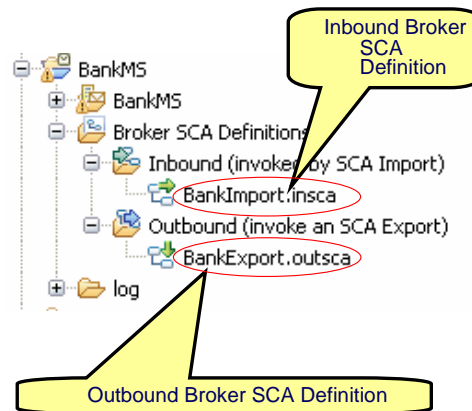 Inbound Broker
SCA
Definition
BankMS
BankMS
Broker SCA Definitions
Inbound (invoked by SCA Import)
BankImport.insca
Outbound (invoke an SCA Export)
BankExport.outsca
log
Outbound Broker SCA Definition